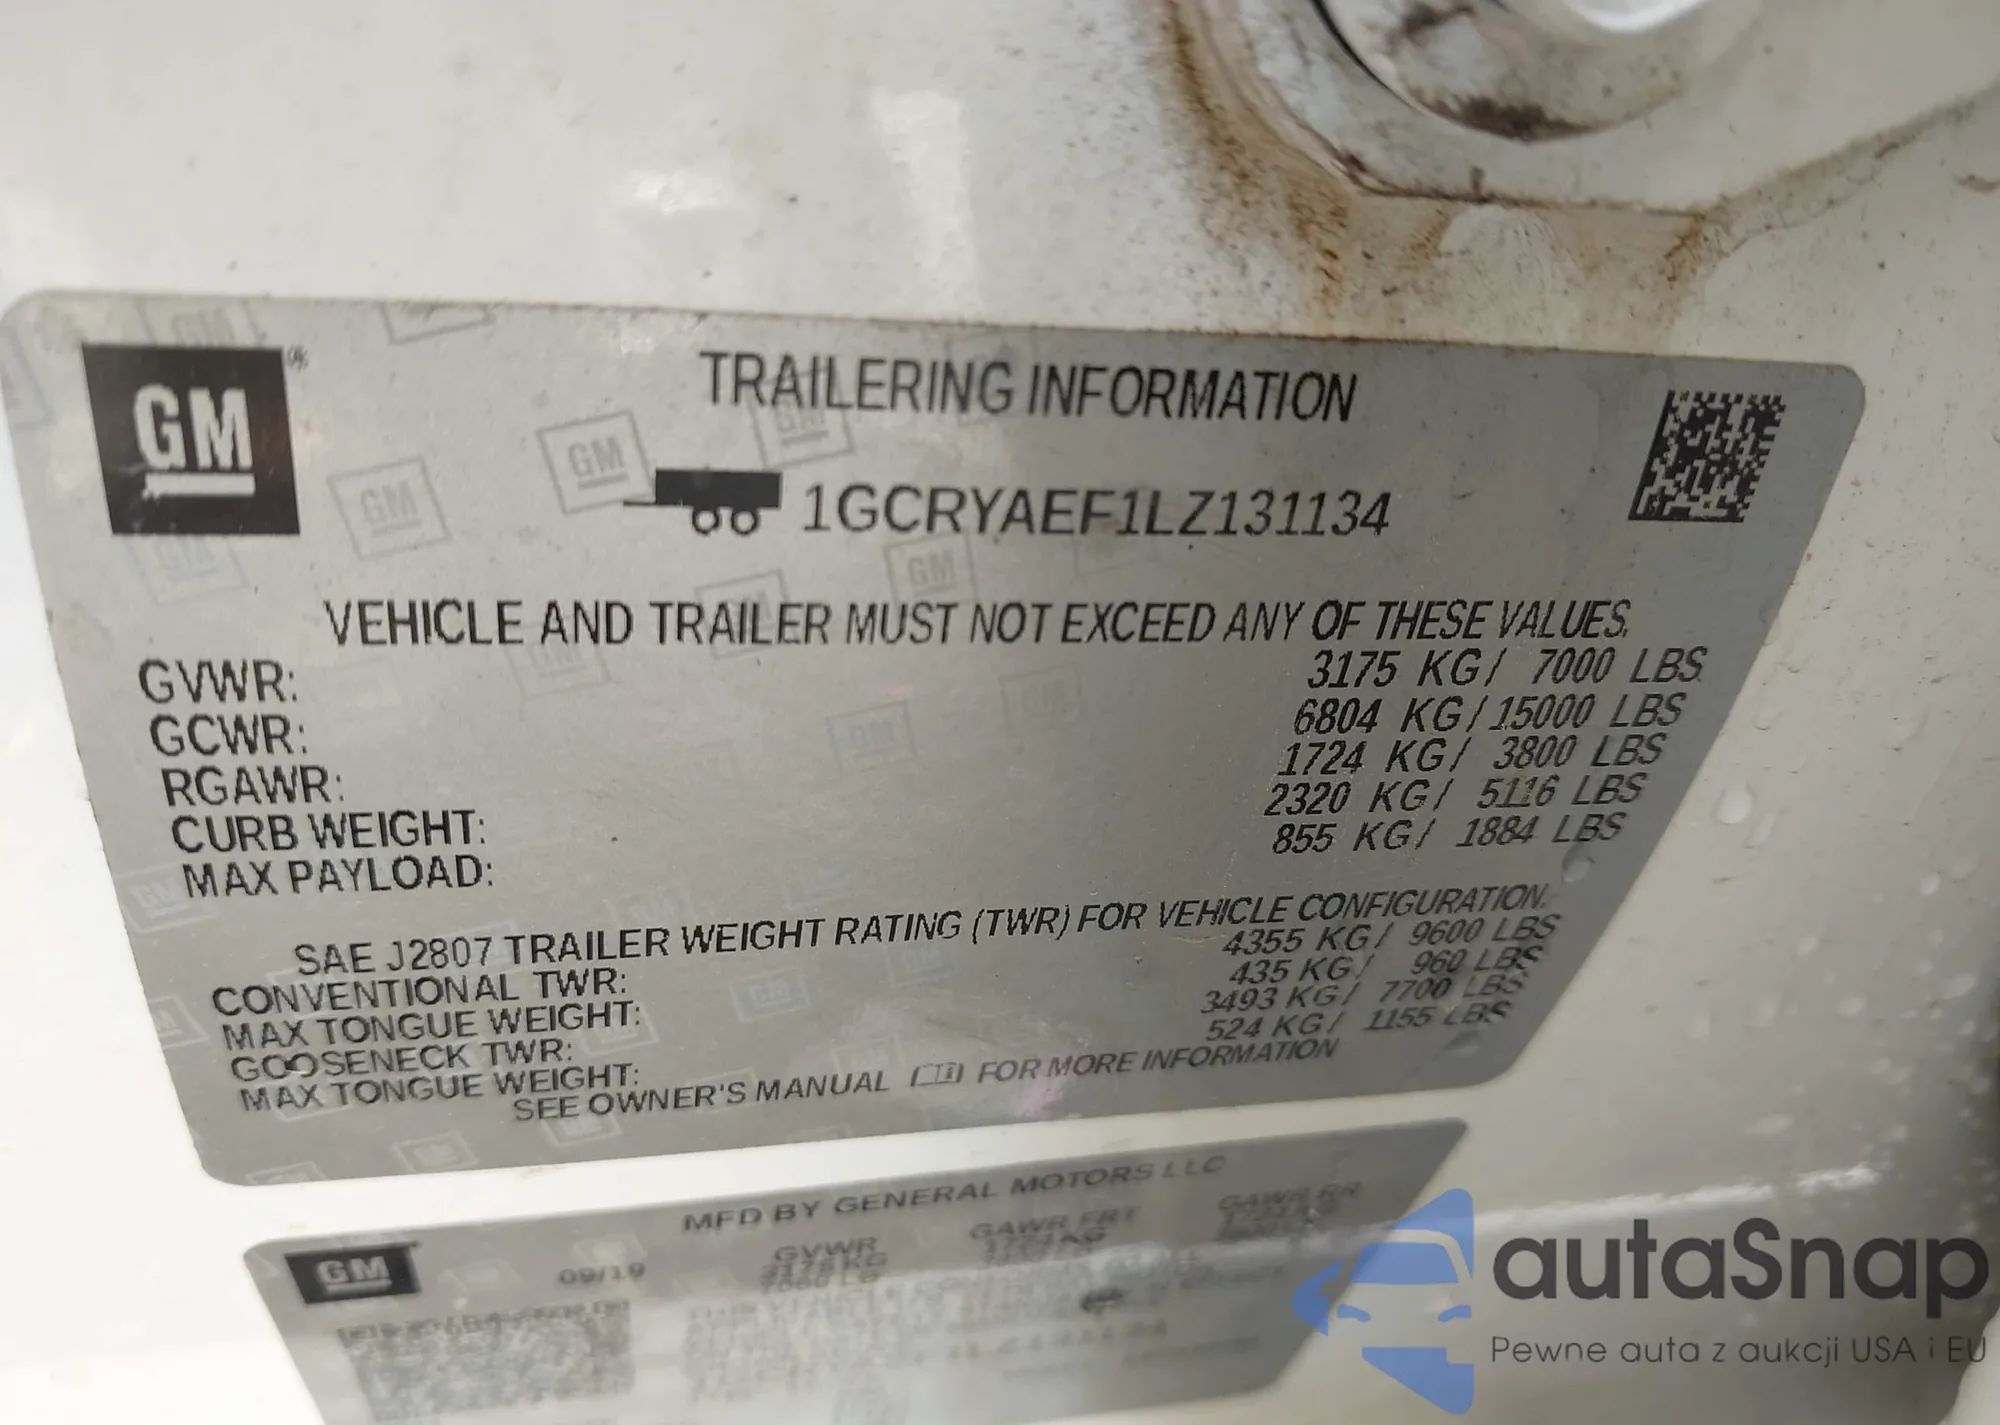 GM
TRAILERING INFORMATION
1GCRYAEF1LZ131134
VEHICLE AND TRAILER MUST NOT EXCEED ANY OF THESE VALUES.
GVWR: 3175 KG/ 7000 LBS
GCWR: 6804 KG/15000 LBS
RGAWR: 1724 KG/ 3800 LBS
CURB WEIGHT: 2320 KG/ 5116 LBS
MAX PAYLOAD: 855 KG/ 1884 LBS
SAE J2807 TRAILER WEIGHT RATING (TWR) FOR VEHICLE CONFIGURATION.
CONVENTIONAL TWR: 4355 KG/ 9600 LBS
MAX TONGUE WEIGHT: 435 KG/ 960 LBS
GOOSENECK TWR: 3493 KG/ 7700 LBS
MAX TONGUE WEIGHT: 524 KG/ 1155 LBS
SEE OWNER'S MANUAL FOR MORE INFORMATION
MFD BY GENERAL MOTORS LLC
GM
09/19
GVWR GAWR FRT GAWR RR
autaSnap
Pewne auta z aukcji USA i EU